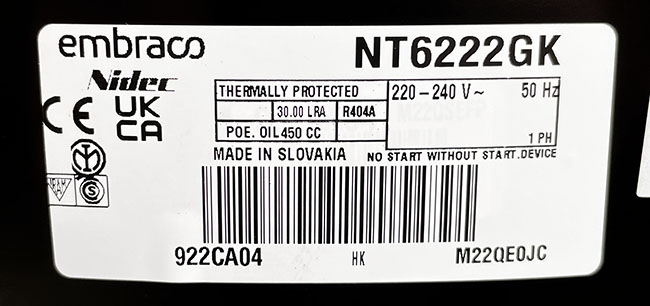 embraco
NT6222GK
Nidec
THERMALLY PROTECTED
30.00 LRA R404A
POE. OIL 450 CC
220-240 V~ 50 Hz
1 PH
CE UK
CA
MADE IN SLOVAKIA
NO START WITHOUT START.DEVICE
S
922CA04 HK M22QE0JC